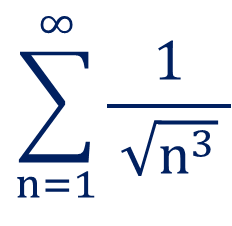 ∞
∑ 1/√n³
n=1